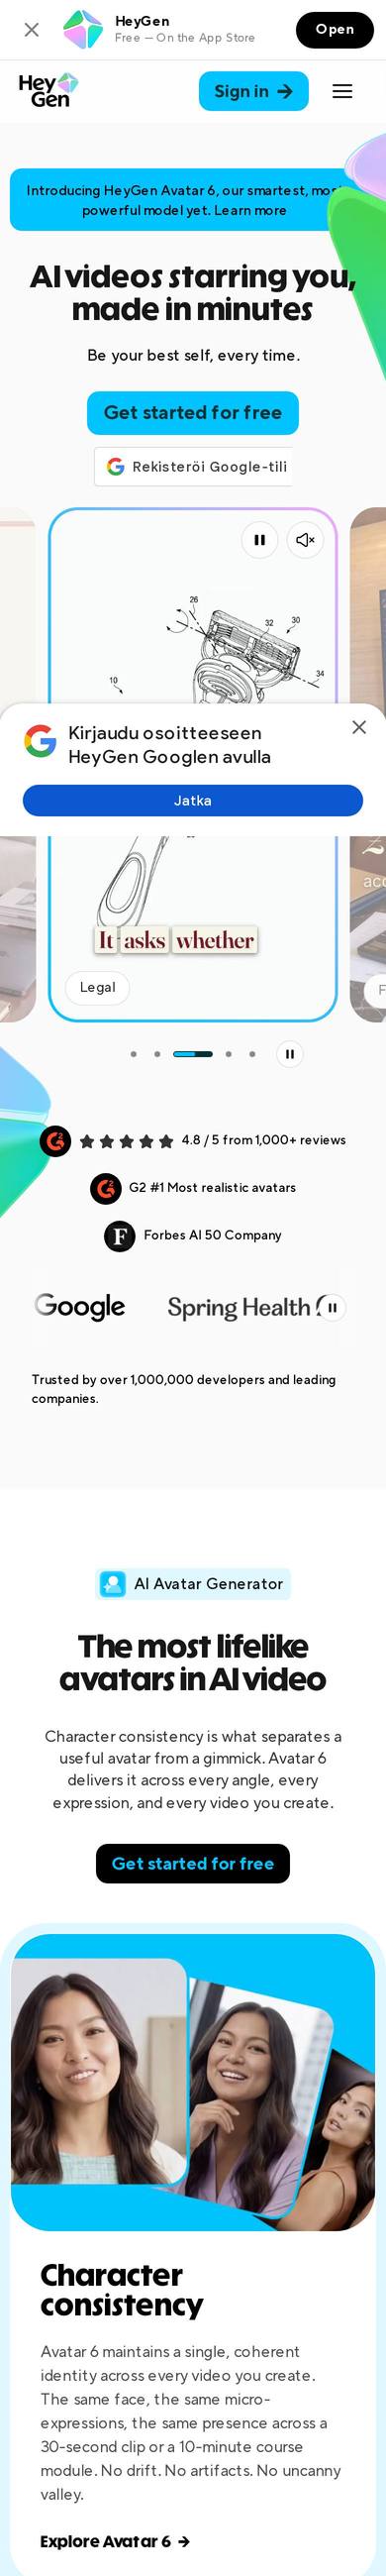 HeyGen
Free — On the App Store
Open
Hey
Gen
Sign in
Introducing HeyGen Avatar 6, our smartest, most
powerful model yet. Learn more
AI videos starring you,
made in minutes
Be your best self, every time.
Get started for free
Rekisteröi Google-tili
26
32
30
34
10
Kirjaudu osoitteeseen
HeyGen Googlen avulla
Jatka
It asks whether
Legal
4.8 / 5 from 1,000+ reviews
G2 #1 Most realistic avatars
Forbes AI 50 Company
Google
Spring Health
Trusted by over 1,000,000 developers and leading
companies.
AI Avatar Generator
The most lifelike
avatars in AI video
Character consistency is what separates a
useful avatar from a gimmick. Avatar 6
delivers it across every angle, every
expression, and every video you create.
Get started for free
Character
consistency
Avatar 6 maintains a single, coherent
identity across every video you create.
The same face, the same micro-
expressions, the same presence across a
30-second clip or a 10-minute course
module. No drift. No artifacts. No uncanny
valley.
Explore Avatar 6